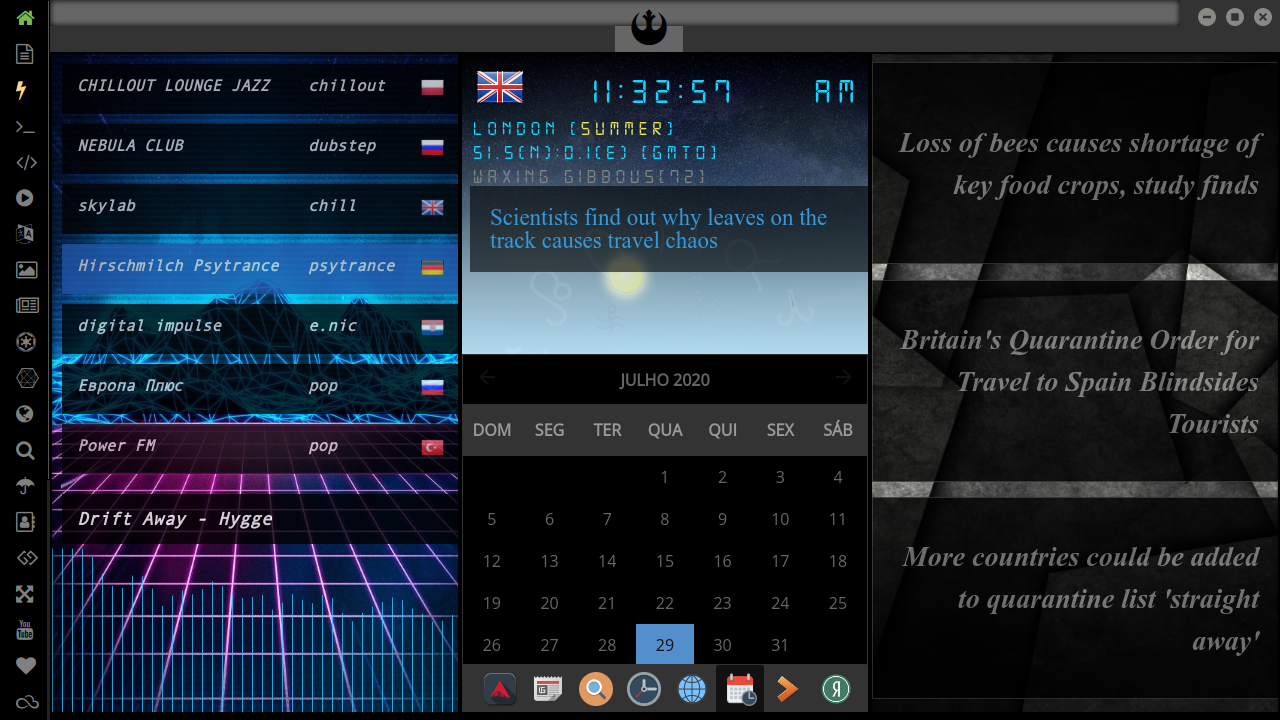 CHILLOUT LOUNGE JAZZ chillout
NEBULA CLUB dubstep
skylab chill
Hirschmilch Psytrance psytrance
digital impulse e.nic
Европа Плюс pop
Power FM pop
Drift Away - Hygge
11:32:57 AM
LONDON (SUMMER)
51.5(N):0.1(E) (GMT0)
WAXING GIBBOUS(72)
Scientists find out why leaves on the
track causes travel chaos
JULHO 2020
DOM SEG TER QUA QUI SEX SÁB
1 2 3 4
5 6 7 8 9 10 11
12 13 14 15 16 17 18
19 20 21 22 23 24 25
26 27 28 29 30 31
Loss of bees causes shortage of
key food crops, study finds
Britain's Quarantine Order for
Travel to Spain Blindsides
Tourists
More countries could be added
to quarantine list 'straight
away'
You
Tube
Я